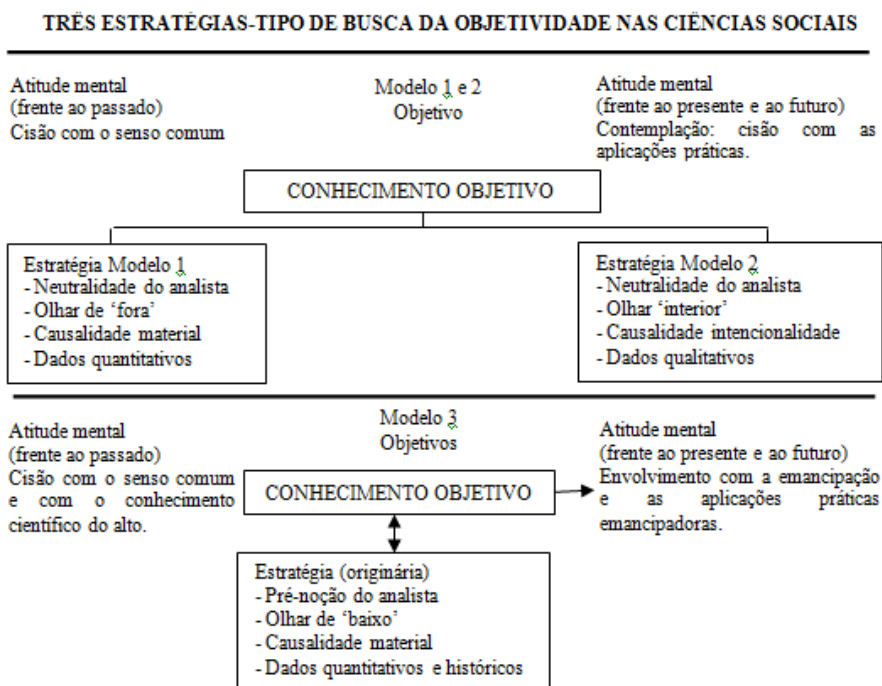 TRÊS ESTRATÉGIAS-TIPO DE BUSCA DA OBJETIVIDADE NAS CIÊNCIAS SOCIAIS
Atitude mental
(frente ao passado)
Cisão com o senso comum
Modelo 1 e 2
Objetivo
Atitude mental
(frente ao presente e ao futuro)
Contemplação: cisão com as
aplicações práticas.
CONHECIMENTO OBJETIVO
Estratégia Modelo 1
- Neutralidade do analista
- Olhar de ‘fora’
- Causalidade material
- Dados quantitativos
Estratégia Modelo 2
- Neutralidade do analista
- Olhar ‘interior’
- Causalidade intencionalidade
- Dados qualitativos
Atitude mental
(frente ao passado)
Cisão com o senso comum
e com o conhecimento
científico do alto.
Modelo 3
Objetivos
CONHECIMENTO OBJETIVO
Atitude mental
(frente ao presente e ao futuro)
Envolvimento com a emancipação
e as aplicações práticas
emancipadoras.
Estratégia (originária)
- Pré-noção do analista
- Olhar de ‘baixo’
- Causalidade material
- Dados quantitativos e históricos